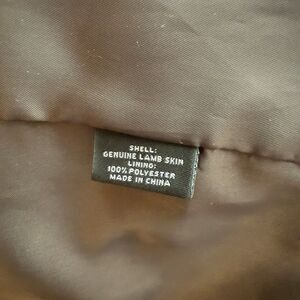 SHELL:
GENUINE LAMB SKIN
LINING:
100% POLYESTER
MADE IN CHINA